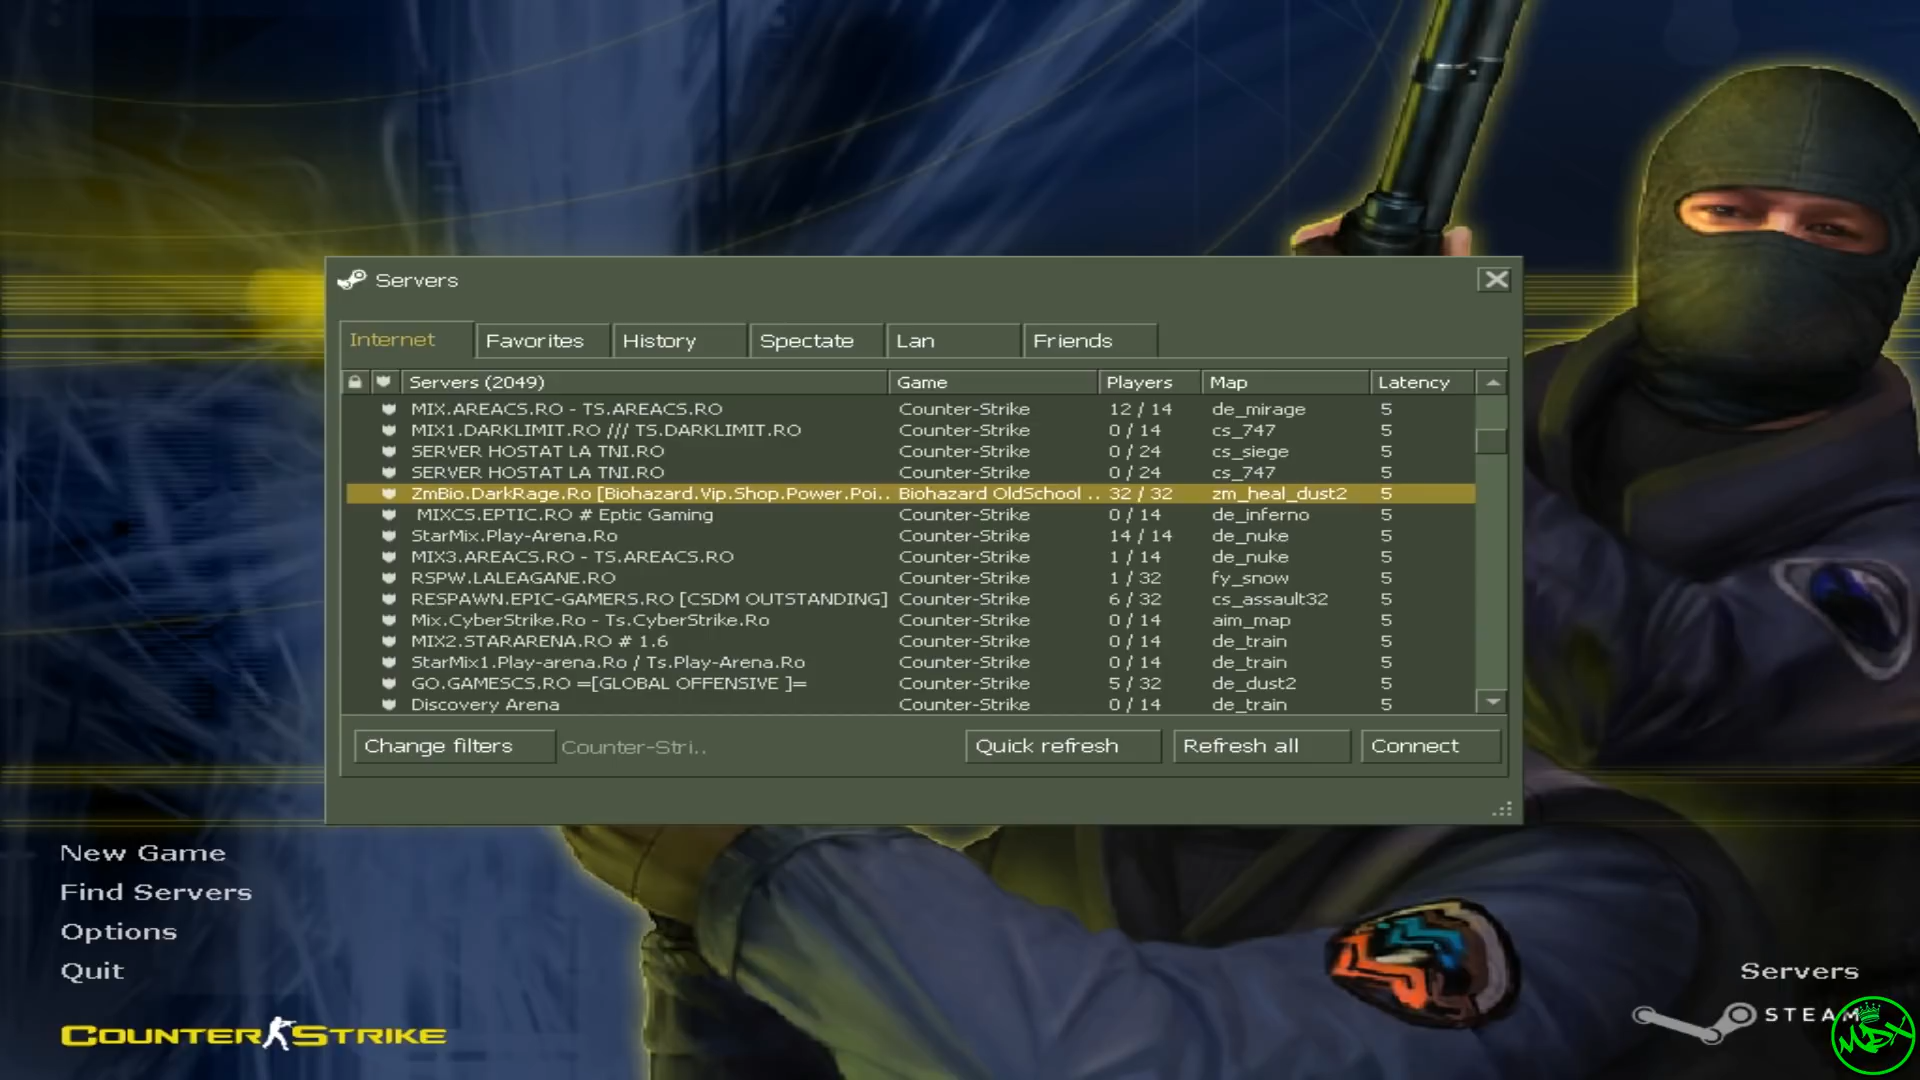 Servers
Internet Favorites History Spectate Lan Friends
Servers (2049) Game Players Map Latency
MIX.AREACS.RO - TS.AREACS.RO Counter-Strike 12 / 14 de_mirage 5
MIX1.DARKLIMIT.RO /// TS.DARKLIMIT.RO Counter-Strike 0 / 14 cs_747 5
SERVER HOSTAT LA TNI.RO Counter-Strike 0 / 24 cs_siege 5
SERVER HOSTAT LA TNI.RO Counter-Strike 0 / 24 cs_747 5
ZmBio.DarkRage.Ro [Biohazard.Vip.Shop.Power.Poi.. Biohazard OldSchool .. 32 / 32 zm_heal_dust2 5
MIXCS.EPTIC.RO # Eptic Gaming Counter-Strike 0 / 14 de_inferno 5
StarMix.Play-Arena.Ro Counter-Strike 14 / 14 de_nuke 5
MIX3.AREACS.RO - TS.AREACS.RO Counter-Strike 1 / 14 de_nuke 5
RSPW.LALEAGANE.RO Counter-Strike 1 / 32 fy_snow 5
RESPAWN.EPIC-GAMERS.RO [CSDM OUTSTANDING] Counter-Strike 6 / 32 cs_assault32 5
Mix.CyberStrike.Ro - Ts.CyberStrike.Ro Counter-Strike 0 / 14 aim_map 5
MIX2.STARARENA.RO # 1.6 Counter-Strike 0 / 14 de_train 5
StarMix1.Play-arena.Ro / Ts.Play-Arena.Ro Counter-Strike 0 / 14 de_train 5
GO.GAMESCS.RO =[GLOBAL OFFENSIVE ]= Counter-Strike 5 / 32 de_dust2 5
Discovery Arena Counter-Strike 0 / 14 de_train 5
Change filters Counter-Stri.. Quick refresh Refresh all Connect
New Game
Find Servers
Options
Quit
COUNTER STRIKE
Servers
STEAM